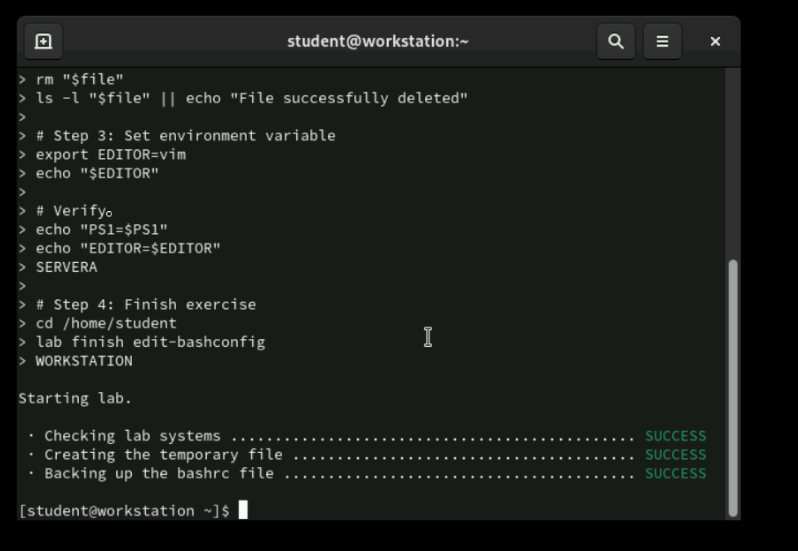 student@workstation:~
> rm "$file"
> ls -l "$file" || echo "File successfully deleted"
>
> # Step 3: Set environment variable
> export EDITOR=vim
> echo "$EDITOR"
>
> # Verify。
> echo "PS1=$PS1"
> echo "EDITOR=$EDITOR"
> SERVERA
>
> # Step 4: Finish exercise
> cd /home/student
> lab finish edit-bashconfig
> WORKSTATION
Starting lab.
· Checking lab systems .............................................. SUCCESS
· Creating the temporary file ....................................... SUCCESS
· Backing up the bashrc file ........................................ SUCCESS
[student@workstation ~]$